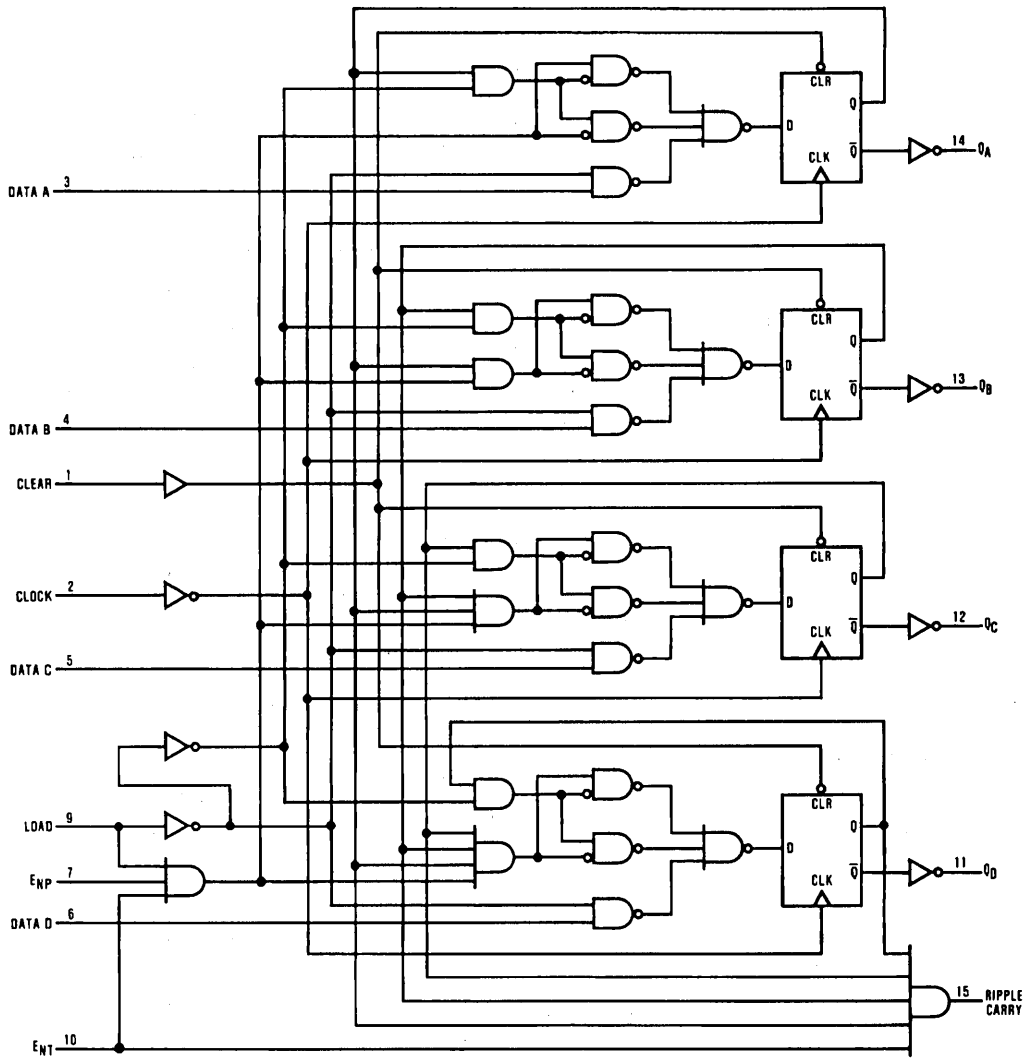 CLR
Q
D
Q̅
14
QA
CLK
3
DATA A
CLR
Q
D
Q̅
13
QB
CLK
4
DATA B
1
CLEAR
CLR
Q
2
CLOCK
D
Q̅
12
QC
CLK
5
DATA C
CLR
9
LOAD
Q
D
7
ENP
Q̅
11
QD
CLK
6
DATA D
15
RIPPLE
CARRY
10
ENT